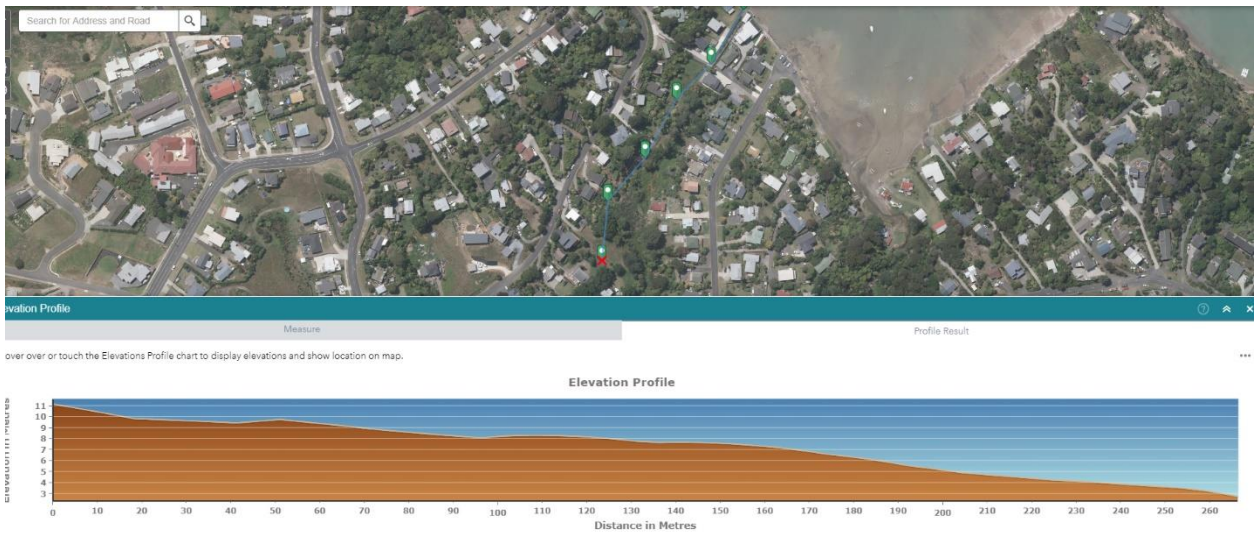 Search for Address and Road
evation Profile
Measure
Profile Result
over over or touch the Elevations Profile chart to display elevations and show location on map.
Elevation Profile
Elevation in Metres
11
10
9
8
7
6
5
4
3
0 10 20 30 40 50 60 70 80 90 100 110 120 130 140 150 160 170 180 190 200 210 220 230 240 250 260
Distance in Metres